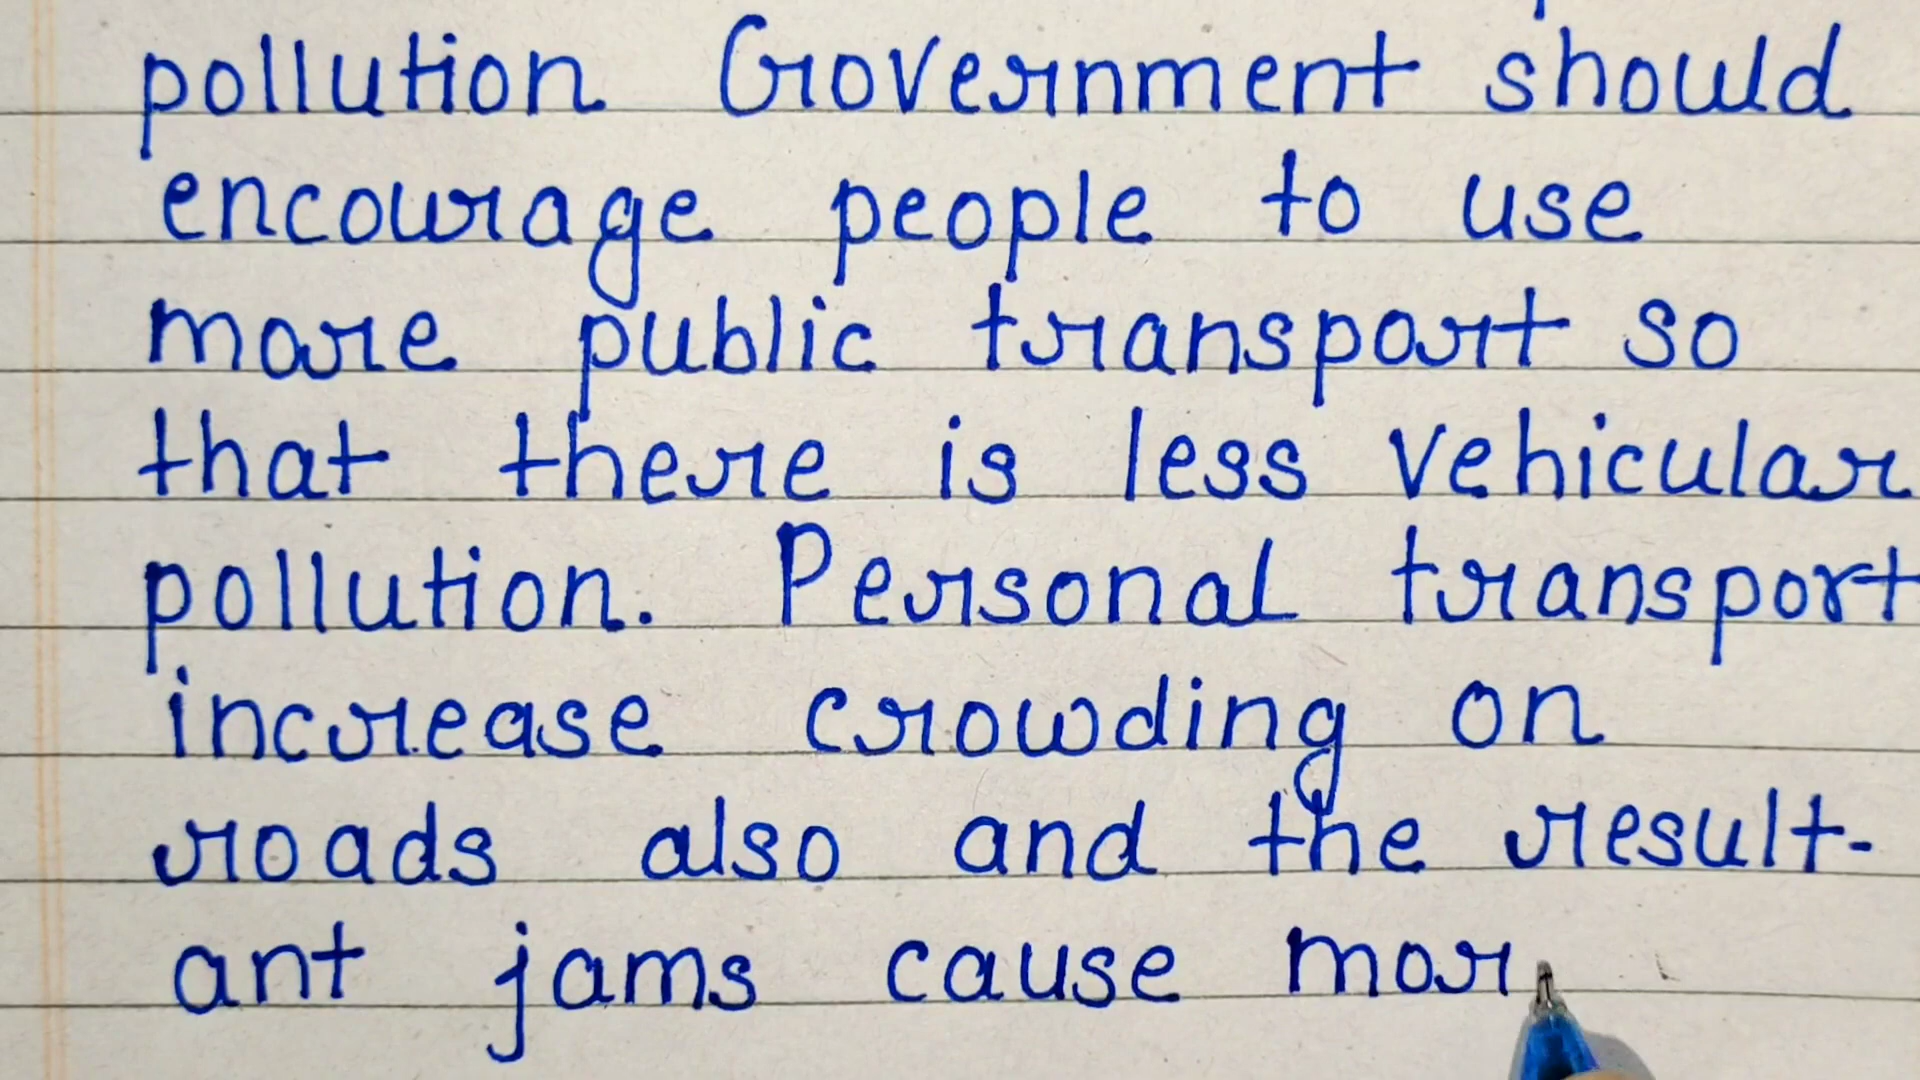 pollution Government should
encourage people to use
more public transport so
that there is less vehicular
pollution. Personal transport
increase crowding on
roads also and the result-
ant jams cause mor